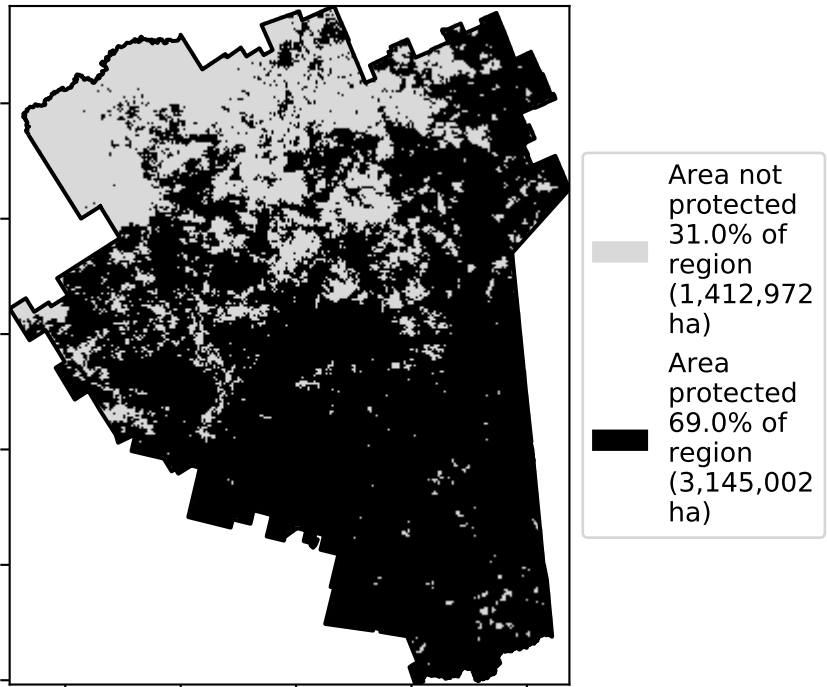 Area not
protected
31.0% of
region
(1,412,972
ha)
Area
protected
69.0% of
region
(3,145,002
ha)